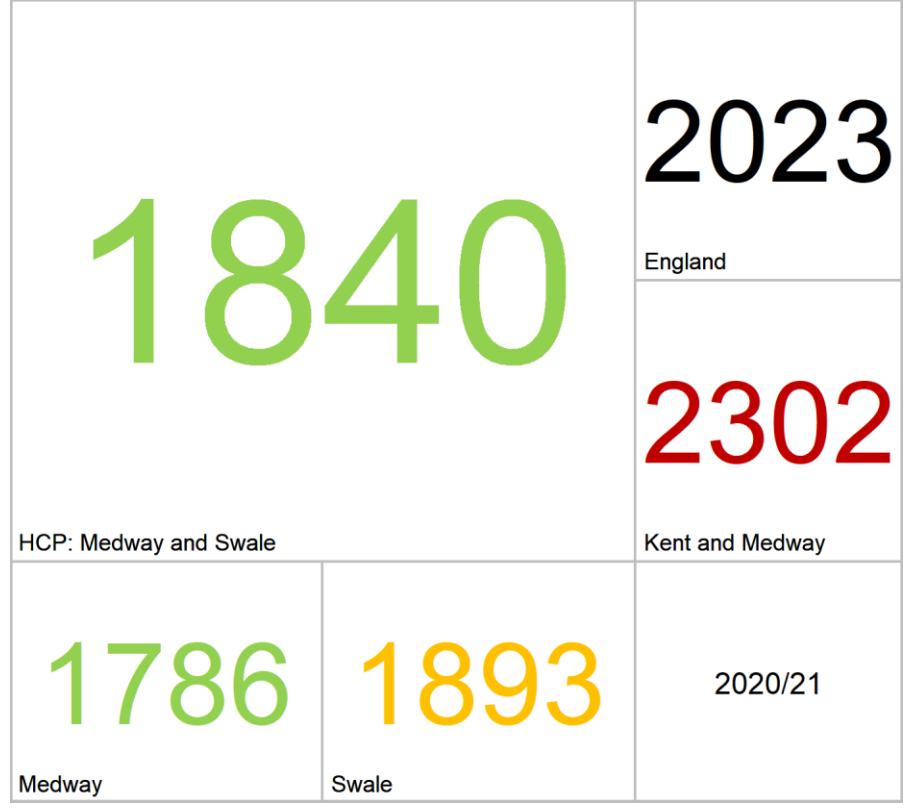 1840
HCP: Medway and Swale
2023
England
2302
Kent and Medway
1786
Medway
1893
Swale
2020/21